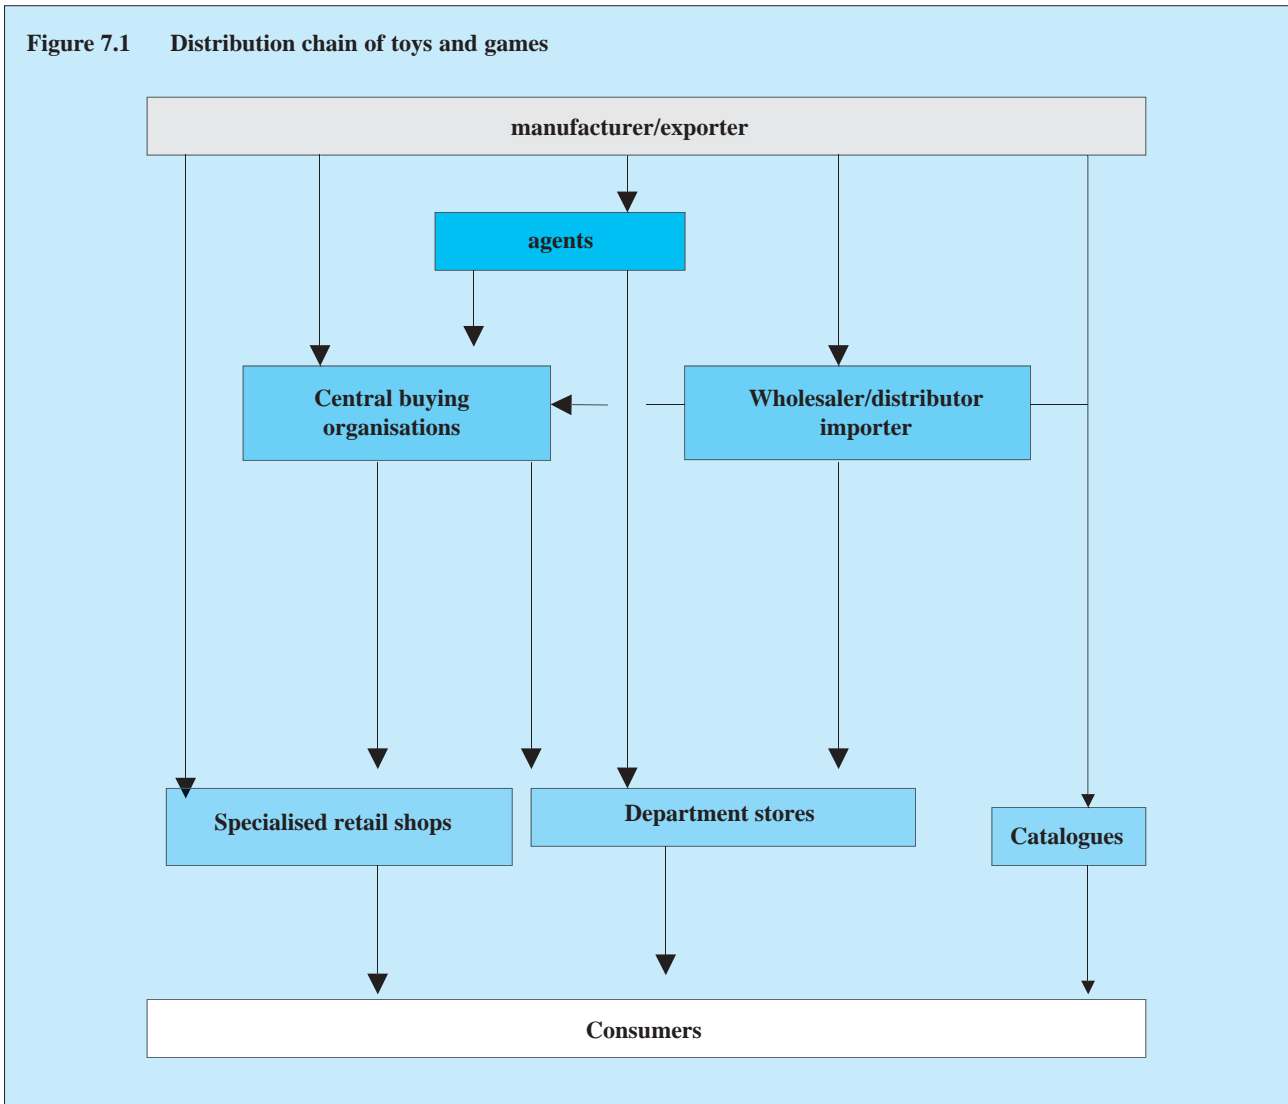 Figure 7.1 Distribution chain of toys and games
manufacturer/exporter
agents
Central buying
organisations
Wholesaler/distributor
importer
Specialised retail shops
Department stores
Catalogues
Consumers